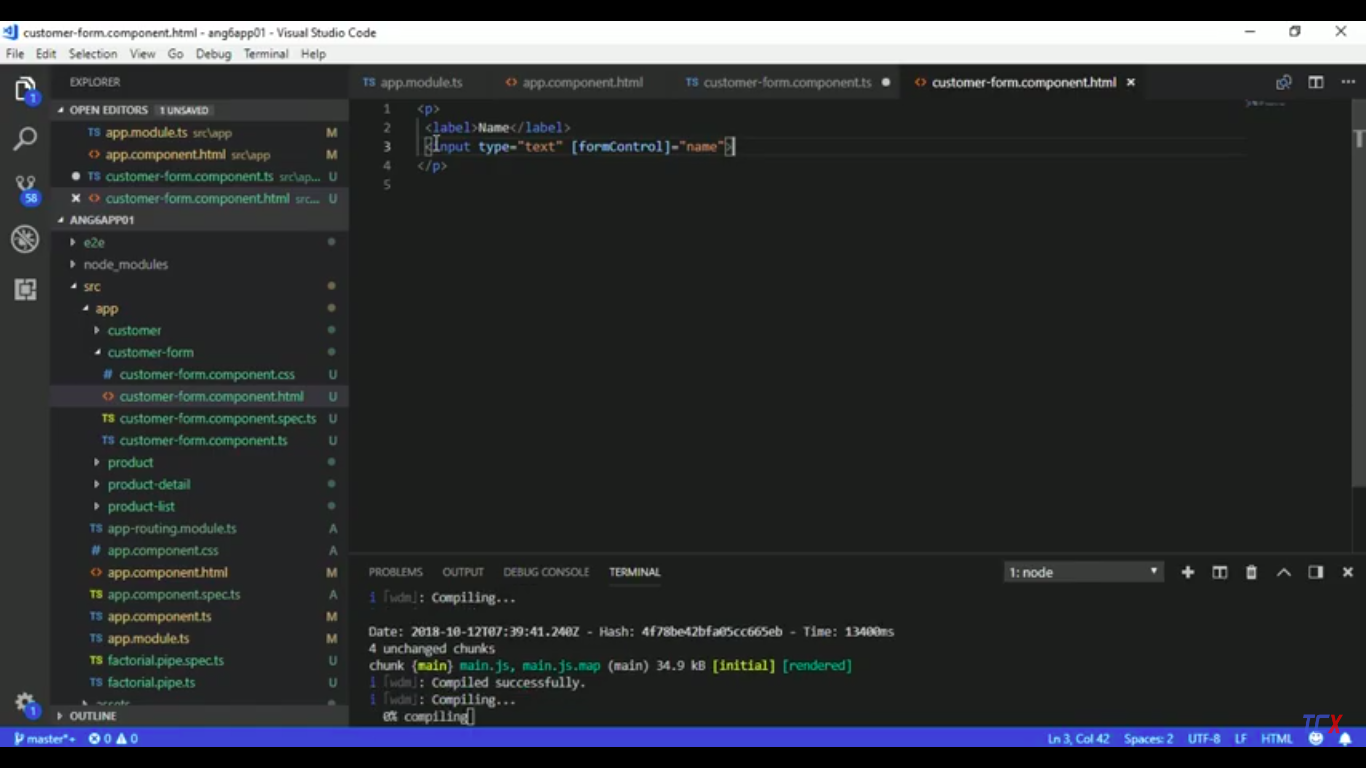 customer-form.component.html - ang6app01 - Visual Studio Code
File Edit Selection View Go Debug Terminal Help
EXPLORER
OPEN EDITORS 1 UNSAVED
TS app.module.ts src\app M
<> app.component.html src\app M
TS customer-form.component.ts src\ap... U
<> customer-form.component.html src... U
ANG6APP01
e2e
node_modules
src
app
customer
customer-form
# customer-form.component.css U
<> customer-form.component.html U
TS customer-form.component.spec.ts U
TS customer-form.component.ts U
product
product-detail
product-list
TS app-routing.module.ts A
# app.component.css A
<> app.component.html M
TS app.component.spec.ts A
TS app.component.ts M
TS app.module.ts M
TS factorial.pipe.spec.ts U
TS factorial.pipe.ts U
assets
OUTLINE
1
58
1
TS app.module.ts <> app.component.html TS customer-form.component.ts <> customer-form.component.html
1 <p>
2 <label>Name</label>
3 <input type="text" [formControl]="name">
4 </p>
5
PROBLEMS OUTPUT DEBUG CONSOLE TERMINAL 1: node
i ｢wdm｣: Compiling...
Date: 2018-10-12T07:39:41.240Z - Hash: 4f78be42bfa05cc665eb - Time: 13400ms
4 unchanged chunks
chunk {main} main.js, main.js.map (main) 34.9 kB [initial] [rendered]
i ｢wdm｣: Compiled successfully.
i ｢wdm｣: Compiling...
0% compiling
TCX
master*+ 0 0 Ln 3, Col 42 Spaces: 2 UTF-8 LF HTML